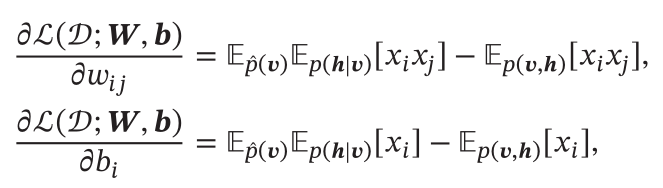 ∂ℒ(𝒟; 𝑾, 𝒃) / ∂w_{ij} = 𝔼_{p̂(𝒗)}𝔼_{p(𝒉|𝒗)}[x_i x_j] − 𝔼_{p(𝒗,𝒉)}[x_i x_j],
∂ℒ(𝒟; 𝑾, 𝒃) / ∂b_i = 𝔼_{p̂(𝒗)}𝔼_{p(𝒉|𝒗)}[x_i] − 𝔼_{p(𝒗,𝒉)}[x_i],